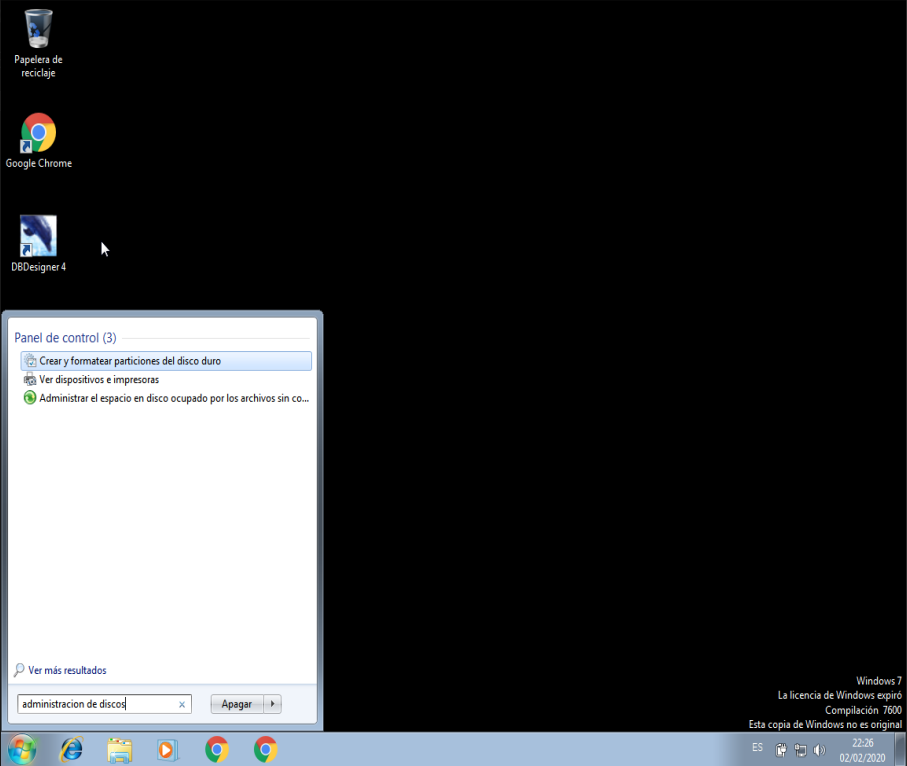 Papelera de
reciclaje
Google Chrome
DBDesigner 4
Panel de control (3)
Crear y formatear particiones del disco duro
Ver dispositivos e impresoras
Administrar el espacio en disco ocupado por los archivos sin co...
Ver más resultados
administracion de discos
Apagar
Windows 7
La licencia de Windows expiró
Compilación 7600
Esta copia de Windows no es original
ES
22:26
02/02/2020